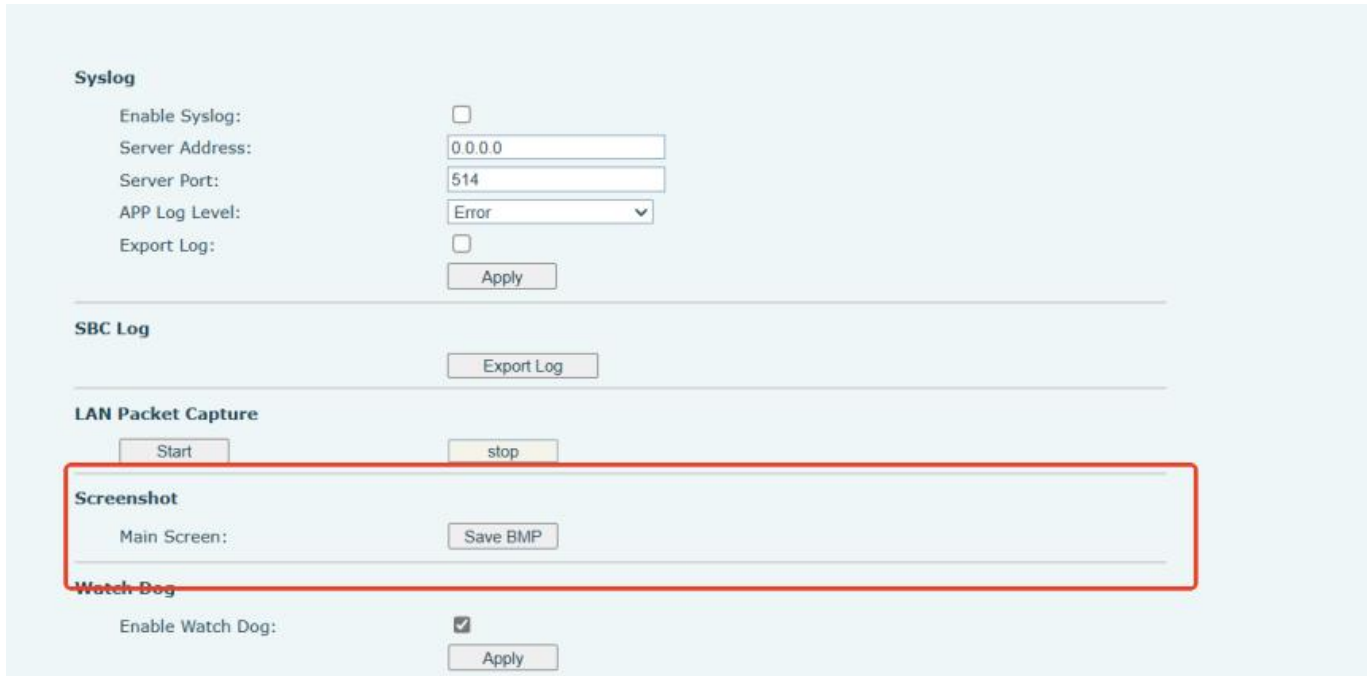 Syslog
Enable Syslog:
Server Address: 0.0.0.0
Server Port: 514
APP Log Level: Error
Export Log:
Apply
SBC Log
Export Log
LAN Packet Capture
Start stop
Screenshot
Main Screen: Save BMP
Watch Dog
Enable Watch Dog:
Apply